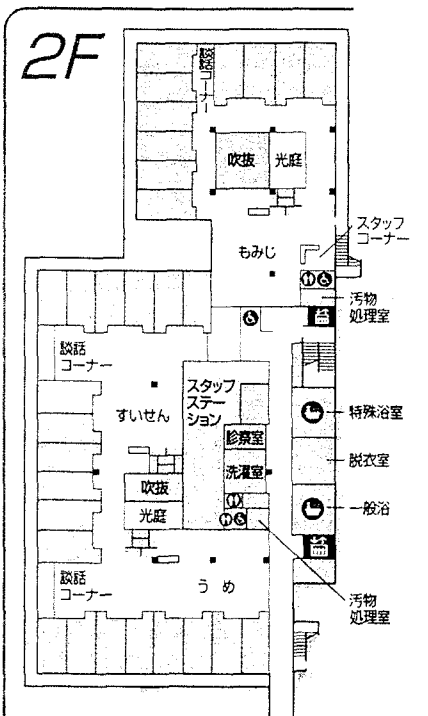 2F
談話
コーナー
吹抜
光庭
もみじ
スタッフ
コーナー
汚物
処理室
談話
コーナー
スタッフ
ステー
ション
すいせん
診察室
洗濯室
特殊浴室
脱衣室
一般浴
吹抜
光庭
談話
コーナー
うめ
汚物
処理室